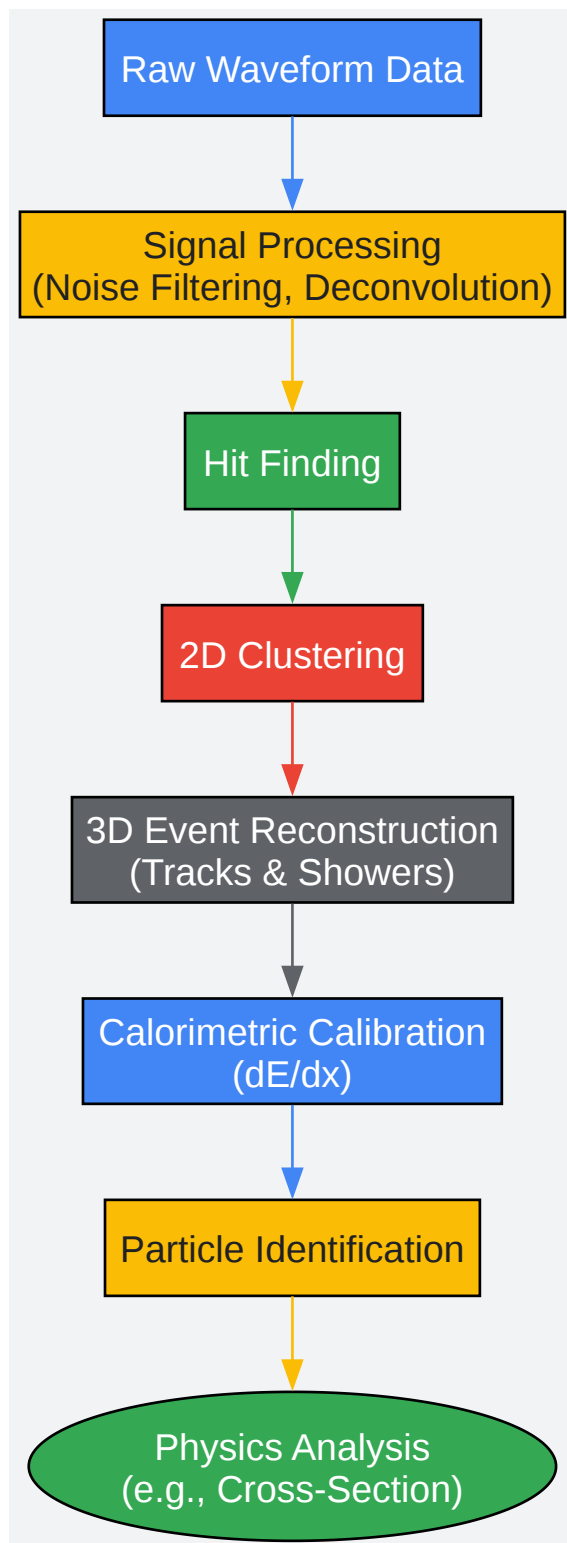 Raw Waveform Data
Signal Processing
(Noise Filtering, Deconvolution)
Hit Finding
2D Clustering
3D Event Reconstruction
(Tracks & Showers)
Calorimetric Calibration
(dE/dx)
Particle Identification
Physics Analysis
(e.g., Cross-Section)